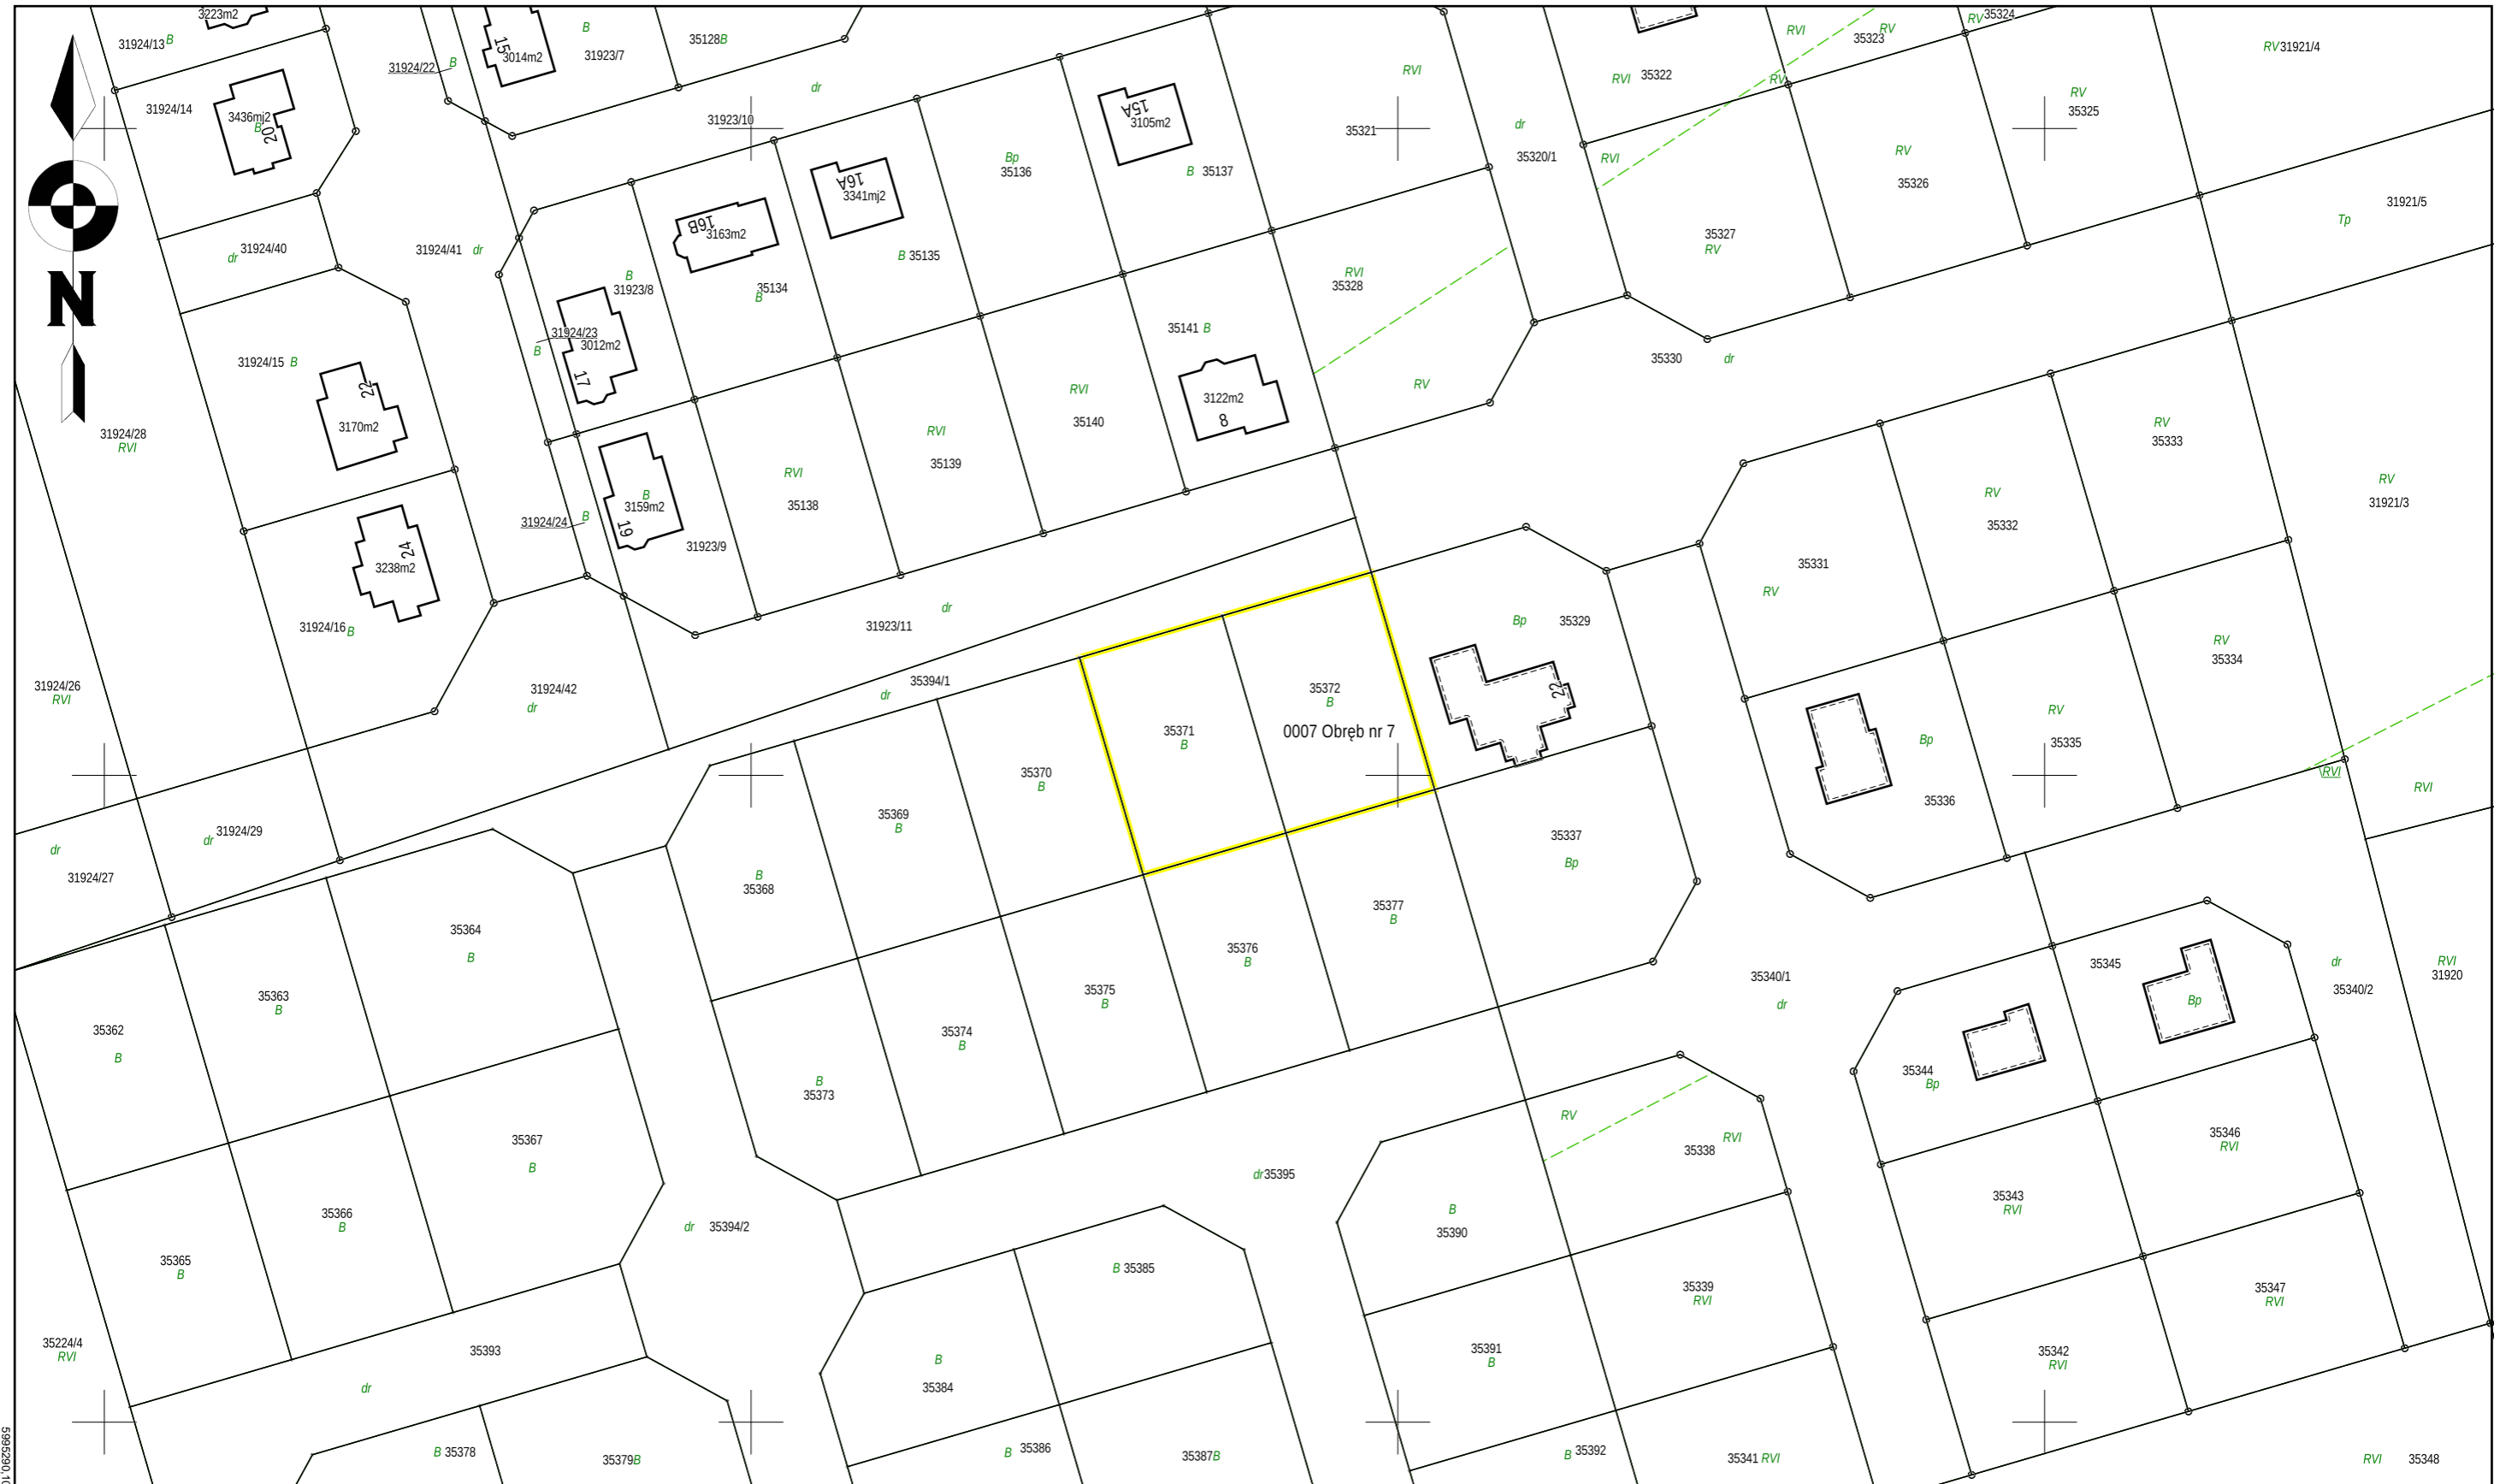 3223m2
31924/13 B
31924/22 B
15
3014m2
B
31923/7
35128B
dr
31923/10
RVI
35321
dr
35320/1
RVI
35322
RVI
35323
RV
RV
RV
35324
RV
35325
RV 31921/4
31924/14
3436mj2
B
20
16A
3341mj2
Bp
35136
15A
3105m2
B 35137
RVI
RV
35326
35327
RV
31921/5
Tp
N
dr 31924/40
31924/41 dr
16B
3163m2
B 35135
B
31923/8
35134
B
RVI
35328
31924/23
B
3012m2
17
35141 B
31924/15 B
22
3170m2
31924/28
RVI
RVI
35140
3122m2
8
RV
35330 dr
RVI
35139
RVI
35138
RV
35333
RV
35332
RV
31921/3
B
3159m2
19
31924/24 B
31923/9
24
3238m2
31924/16 B
dr
31923/11
35331
RV
Bp 35329
22
31924/26
RVI
31924/42
dr
35394/1
dr
35372
B
0007 Obręb nr 7
35371
B
35370
B
35369
B
B
35368
RV
35334
RV
35335
Bp
35336
RVI
RVI
dr
31924/27
dr 31924/29
35337
Bp
35377
B
35376
B
35375
B
35374
B
B
35373
35364
B
35363
B
35362
B
35340/1
dr
35345
Bp
dr
35340/2
RVI
31920
35344
Bp
RV
RVI
35338
35367
B
35366
B
35365
B
dr 35394/2
dr35395
B
35390
35346
RVI
35343
RVI
35339
RVI
35347
RVI
B 35385
B
35384
35391
B
35342
RVI
35224/4
RVI
35393
dr
B 35378
35379B
B 35386
35387B
B 35392
35341 RVI
RVI 35348
5995290,10